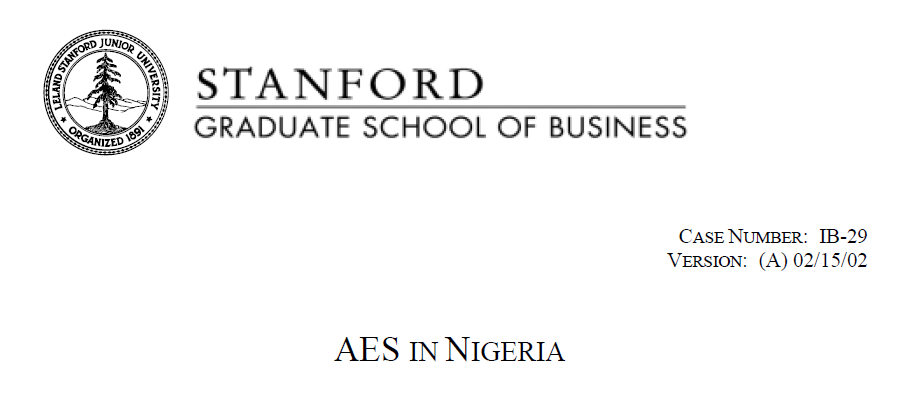 LELAND STANFORD JUNIOR UNIVERSITY
ORGANIZED 1891
STANFORD
GRADUATE SCHOOL OF BUSINESS
CASE NUMBER: IB-29
VERSION: (A) 02/15/02
AES IN NIGERIA